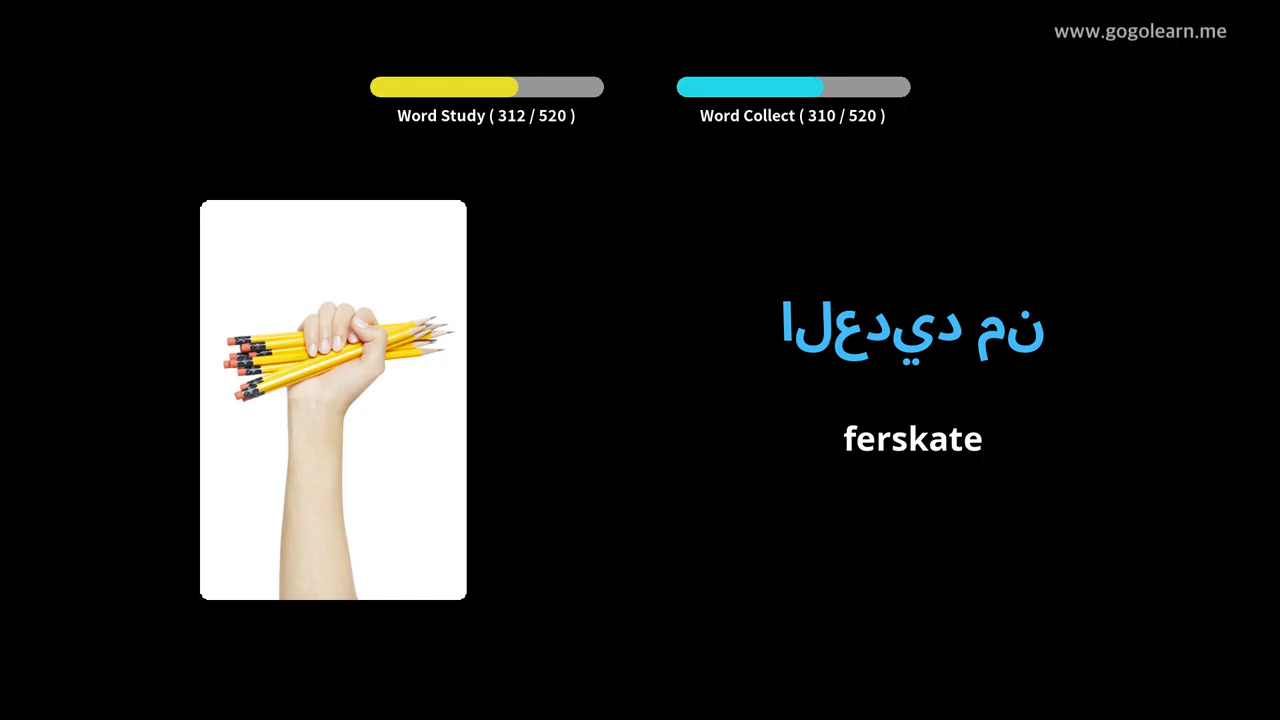 www.gogolearn.me
Word Study ( 312 / 520 )
Word Collect ( 310 / 520 )
العديد من
ferskate